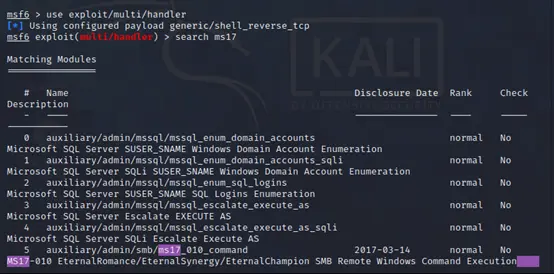 msf6 > use exploit/multi/handler
[*] Using configured payload generic/shell_reverse_tcp
msf6 exploit(multi/handler) > search ms17
Matching Modules
================
# Name Disclosure Date Rank Check
Description
- ---- --------------- ---- -----
-----------
0 auxiliary/admin/mssql/mssql_enum_domain_accounts normal No
Microsoft SQL Server SUSER_SNAME Windows Domain Account Enumeration
1 auxiliary/admin/mssql/mssql_enum_domain_accounts_sqli normal No
Microsoft SQL Server SQLi SUSER_SNAME Windows Domain Account Enumeration
2 auxiliary/admin/mssql/mssql_enum_sql_logins normal No
Microsoft SQL Server SUSER_SNAME SQL Logins Enumeration
3 auxiliary/admin/mssql/mssql_escalate_execute_as normal No
Microsoft SQL Server Escalate EXECUTE AS
4 auxiliary/admin/mssql/mssql_escalate_execute_as_sqli normal No
Microsoft SQL Server SQLi Escalate Execute AS
5 auxiliary/admin/smb/ms17_010_command 2017-03-14 normal No
MS17-010 EternalRomance/EternalSynergy/EternalChampion SMB Remote Windows Command Execution
KALI